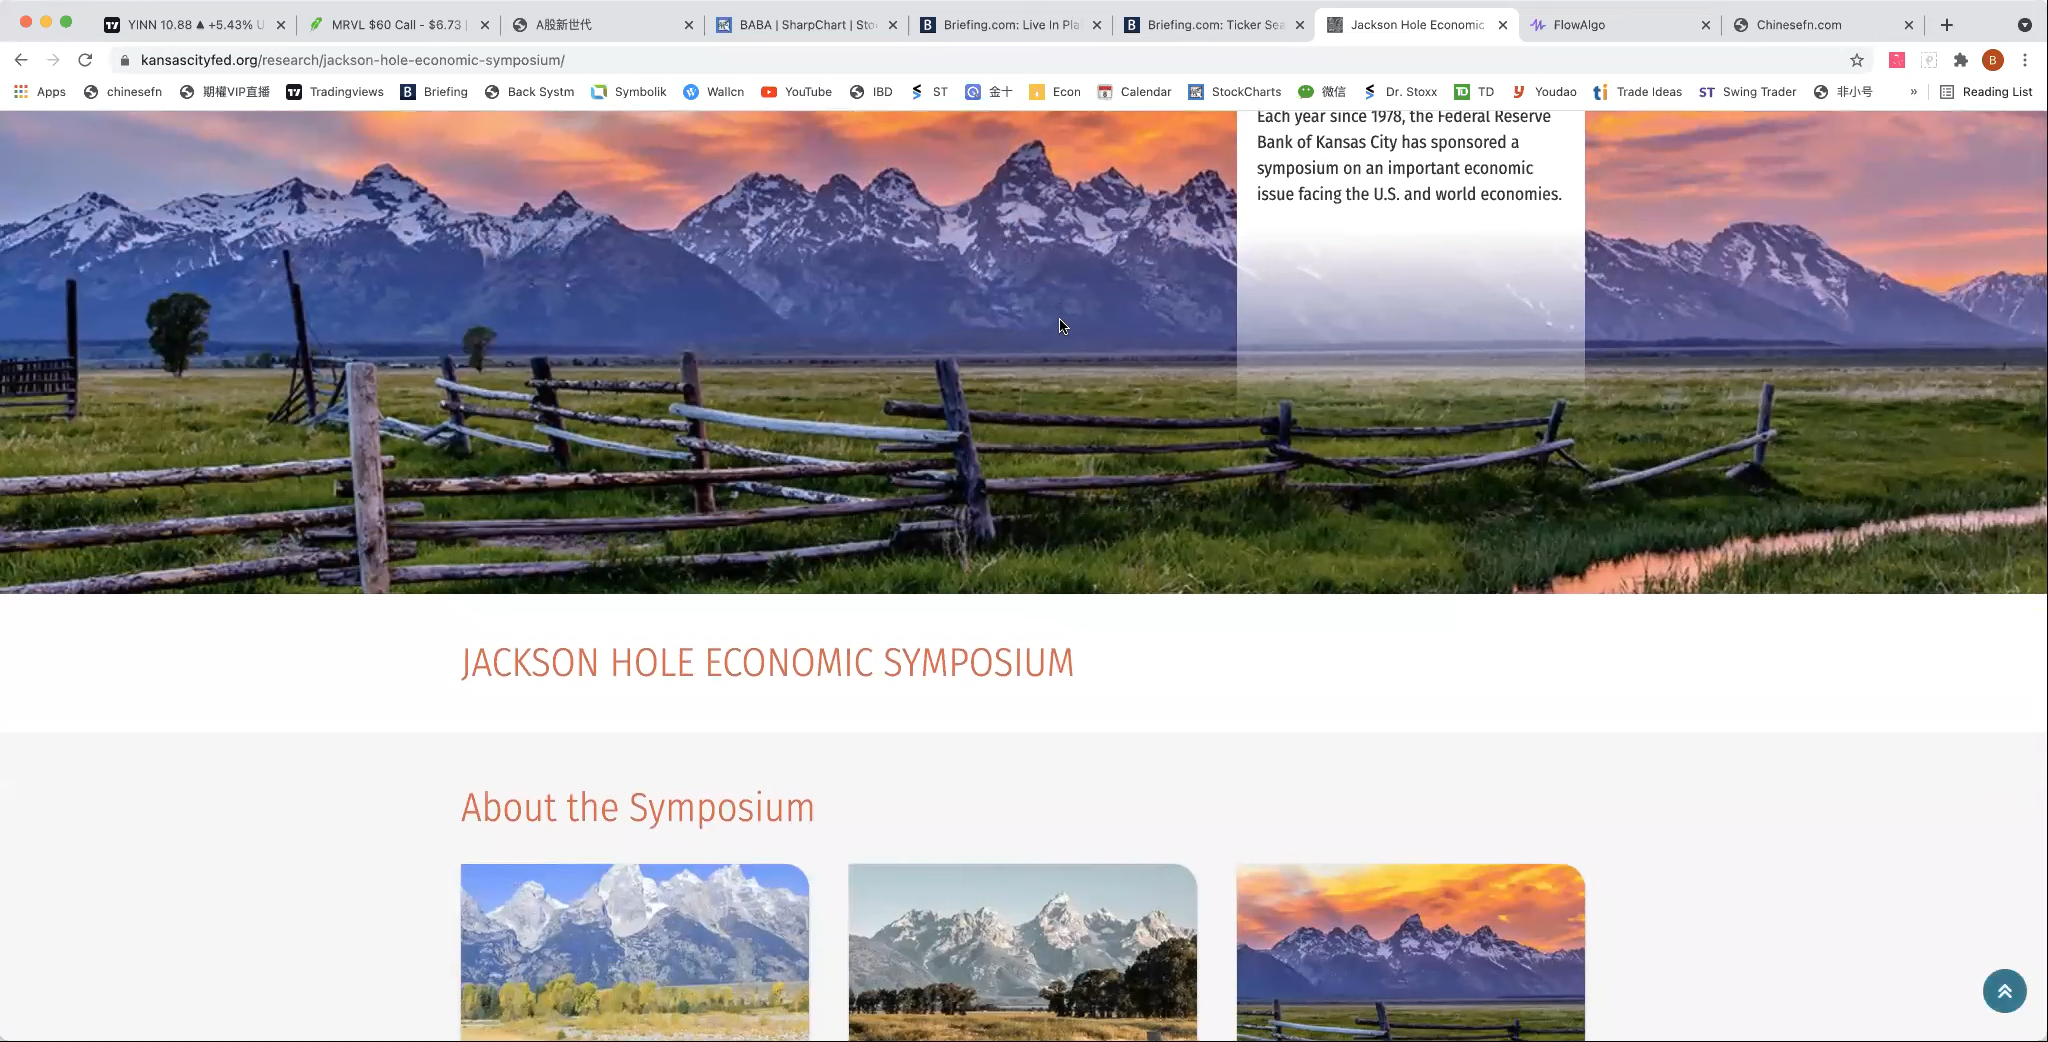 YINN 10.88 ▲ +5.43% U
MRVL $60 Call - $6.73
A股新世代
BABA | SharpChart | Sto
Briefing.com: Live In Pla
Briefing.com: Ticker Sea
Jackson Hole Economic
FlowAlgo
Chinesefn.com
kansascityfed.org/research/jackson-hole-economic-symposium/
B
Apps
chinesefn
期權VIP直播
Tradingviews
Briefing
Back Systm
Symbolik
Wallcn
YouTube
IBD
ST
金十
Econ
Calendar
StockCharts
微信
Dr. Stoxx
TD
Youdao
Trade Ideas
ST Swing Trader
非小号
»
Reading List
Each year since 1978, the Federal Reserve
Bank of Kansas City has sponsored a
symposium on an important economic
issue facing the U.S. and world economies.
JACKSON HOLE ECONOMIC SYMPOSIUM
About the Symposium